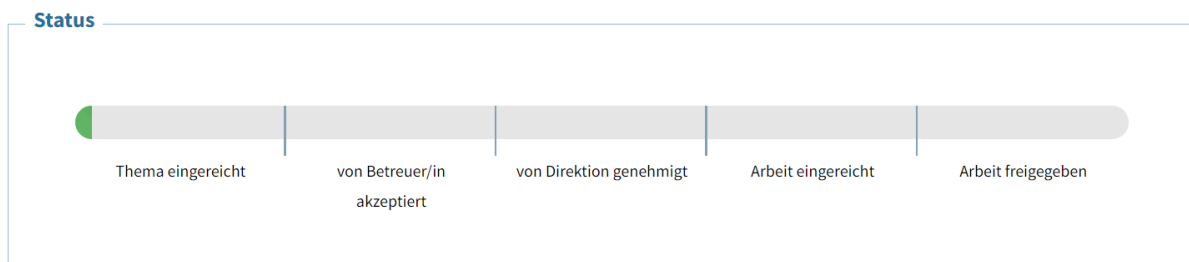 Status
Thema eingereicht
von Betreuer/in
akzeptiert
von Direktion genehmigt
Arbeit eingereicht
Arbeit freigegeben